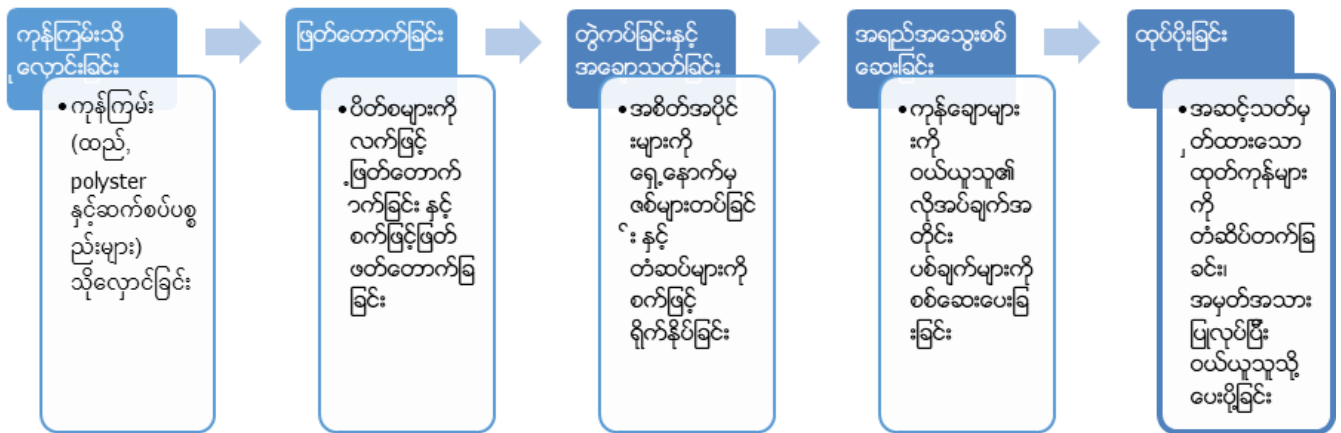 ကုန်ကြမ်းသို
ု့လှောင်းခြင်း
• ကုန်ကြမ်း
(ထည်,
polyster
နှင့်ဆက်စပ်ပစ္စ
ည်းများ)
သိုလှောင်ခြင်း
ဖြတ်တောက်ခြင်း
• ပိတ်စများကို
လက်ဖြင့်
့ဖြတ်တောက်
ာက်ခြင်း နှင့်
စက်ဖြင့်ဖြတ်
ဖတ်တောက်ခြ
ခြင်း
တွဲကပ်ခြင်းနှင့်
အချောသတ်ခြင်း
• အစိတ်အပိုင်
းများကို
ရှေ့နောက်မှ
ဇစ်များတပ်ခြင်
်း နှင့်
တံဆပ်များကို
စက်ဖြင့်
ရိုက်နှိပ်ခြင်း
အရည်အသွေးစစ်
ဆေးခြင်း
• ကုန်ချောများ
းကို
ဝယ်ယူသူ၏
လိုအပ်ချက်အ
တိုင်း
ပစ်ချက်များကို
စစ်ဆေးပေးခြ
းခြင်း
ထုပ်ပိုးခြင်း
• အဆင့်သတ်မှ
ှတ်ထားသော
ထုတ်ကုန်များ
ကို
တံဆိပ်တက်ခြ
ခင်း၊
အမှတ်အသား
ပြုလုပ်ပြီး
ဝယ်ယူသူသို့
ပေးပို့ခြင်း